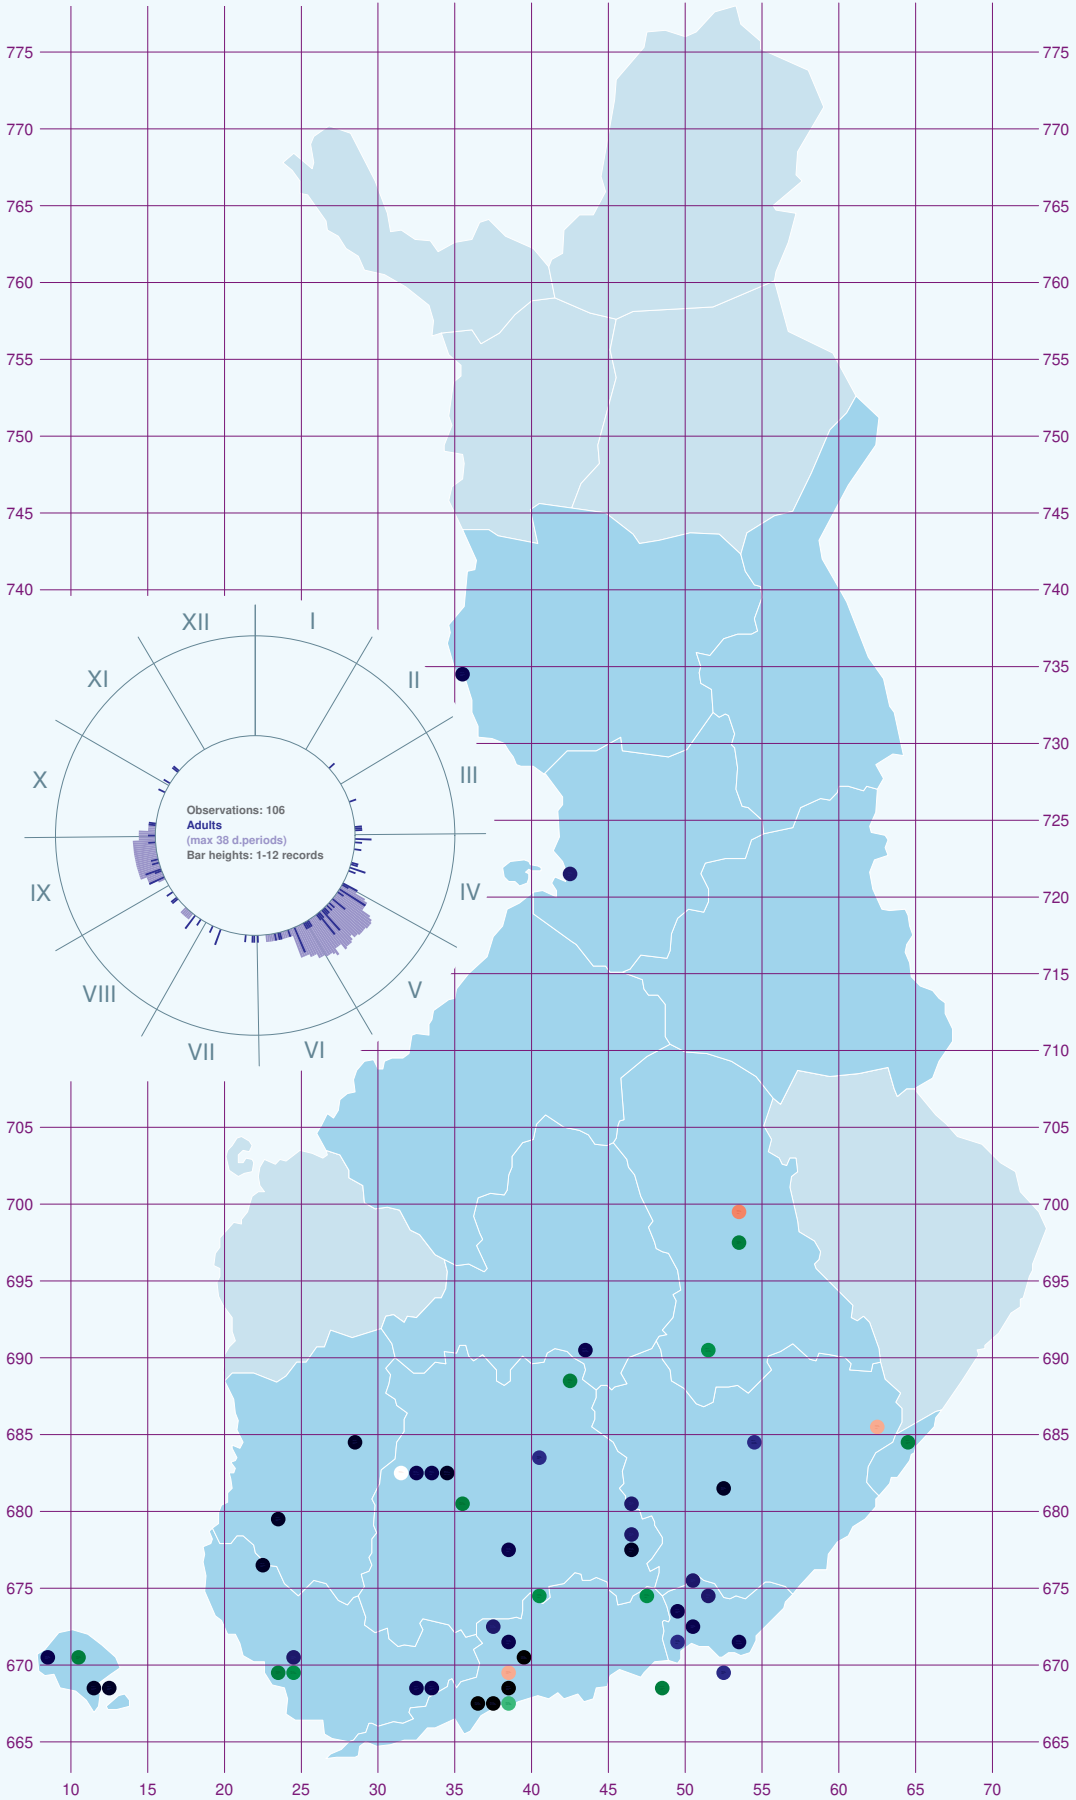 775 775
770 770
765 765
760 760
755 755
750 750
745 745
740 740
XII I
XI II
735
730
X III
Observations: 106
Adults
(max 38 d.periods)
Bar heights: 1-12 records
725
IX IV
720
VIII V
715
VII VI
710
705 705
700 700
695 695
690 690
685 685
680 680
675 675
670 670
665 665
10 15 20 25 30 35 40 45 50 55 60 65 70